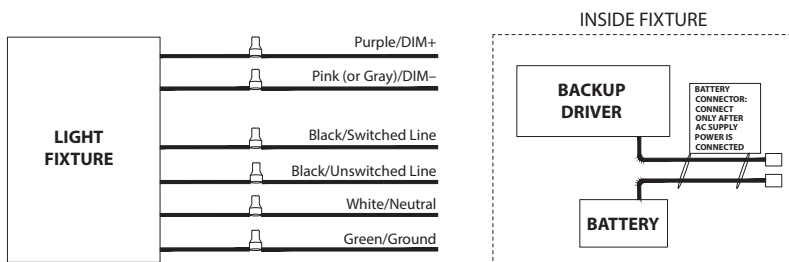 INSIDE FIXTURE
LIGHT
FIXTURE
Purple/DIM+
Pink (or Gray)/DIM–
Black/Switched Line
Black/Unswitched Line
White/Neutral
Green/Ground
BACKUP
DRIVER
BATTERY
CONNECTOR:
CONNECT
ONLY AFTER
AC SUPPLY
POWER IS
CONNECTED
BATTERY